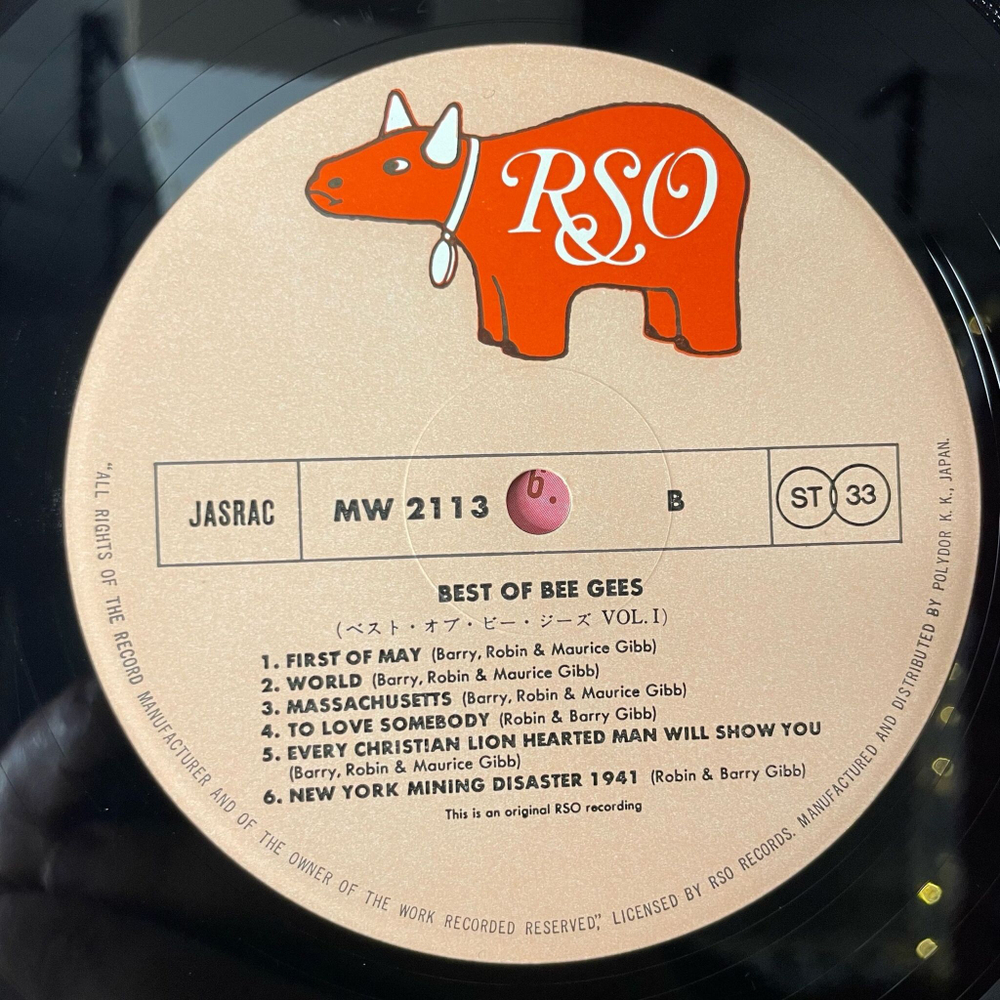 RSO
JASRAC MW 2113 B ST 33
6.
BEST OF BEE GEES
(ベスト・オブ・ビー・ジーズ VOL.I)
1. FIRST OF MAY (Barry, Robin & Maurice Gibb)
2. WORLD (Barry, Robin & Maurice Gibb)
3. MASSACHUSETTS (Barry, Robin & Maurice Gibb)
4. TO LOVE SOMEBODY (Robin & Barry Gibb)
5. EVERY CHRISTIAN LION HEARTED MAN WILL SHOW YOU
(Barry, Robin & Maurice Gibb)
6. NEW YORK MINING DISASTER 1941 (Robin & Barry Gibb)
This is an original RSO recording
"ALL RIGHTS OF THE RECORD MANUFACTURER AND OF THE OWNER OF THE WORK RECORDED RESERVED," LICENSED BY RSO RECORDS. MANUFACTURED AND DISTRIBUTED BY POLYDOR K. K., JAPAN.